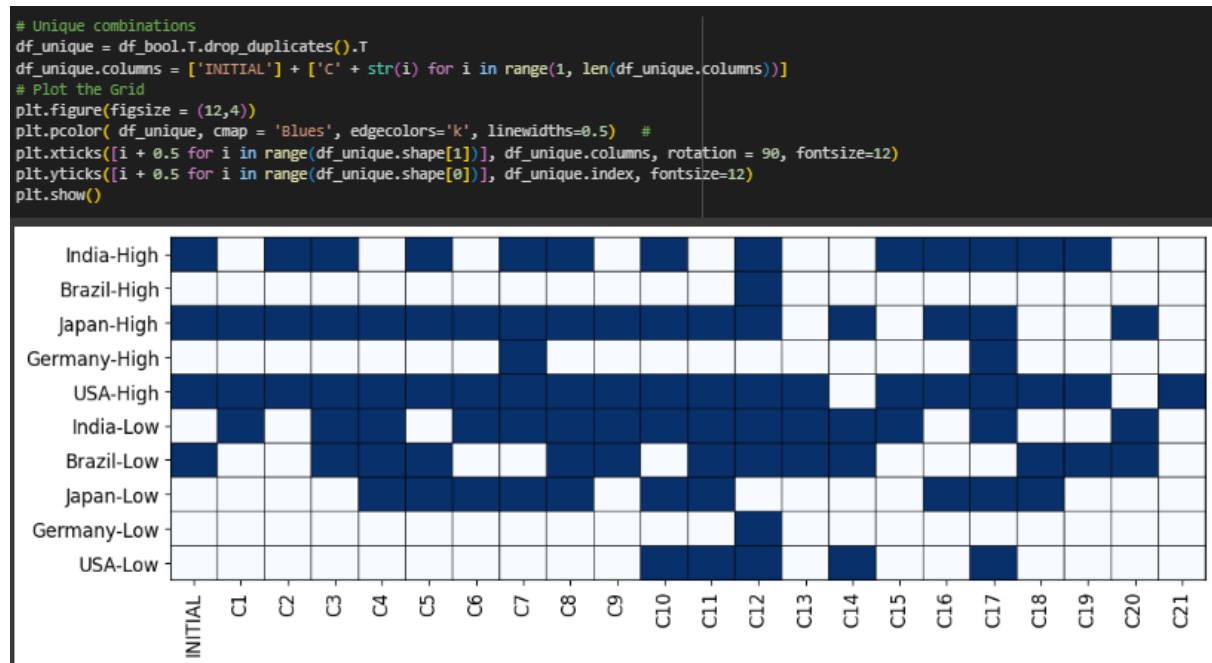 # Unique combinations
df_unique = df_bool.T.drop_duplicates().T
df_unique.columns = ['INITIAL'] + ['C' + str(i) for i in range(1, len(df_unique.columns))]
# Plot the Grid
plt.figure(figsize = (12,4))
plt.pcolor( df_unique, cmap = 'Blues', edgecolors='k', linewidths=0.5)   #
plt.xticks([i + 0.5 for i in range(df_unique.shape[1])], df_unique.columns, rotation = 90, fontsize=12)
plt.yticks([i + 0.5 for i in range(df_unique.shape[0])], df_unique.index, fontsize=12)
plt.show()
India-High
Brazil-High
Japan-High
Germany-High
USA-High
India-Low
Brazil-Low
Japan-Low
Germany-Low
USA-Low
INITIAL C1 C2 C3 C4 C5 C6 C7 C8 C9 C10 C11 C12 C13 C14 C15 C16 C17 C18 C19 C20 C21